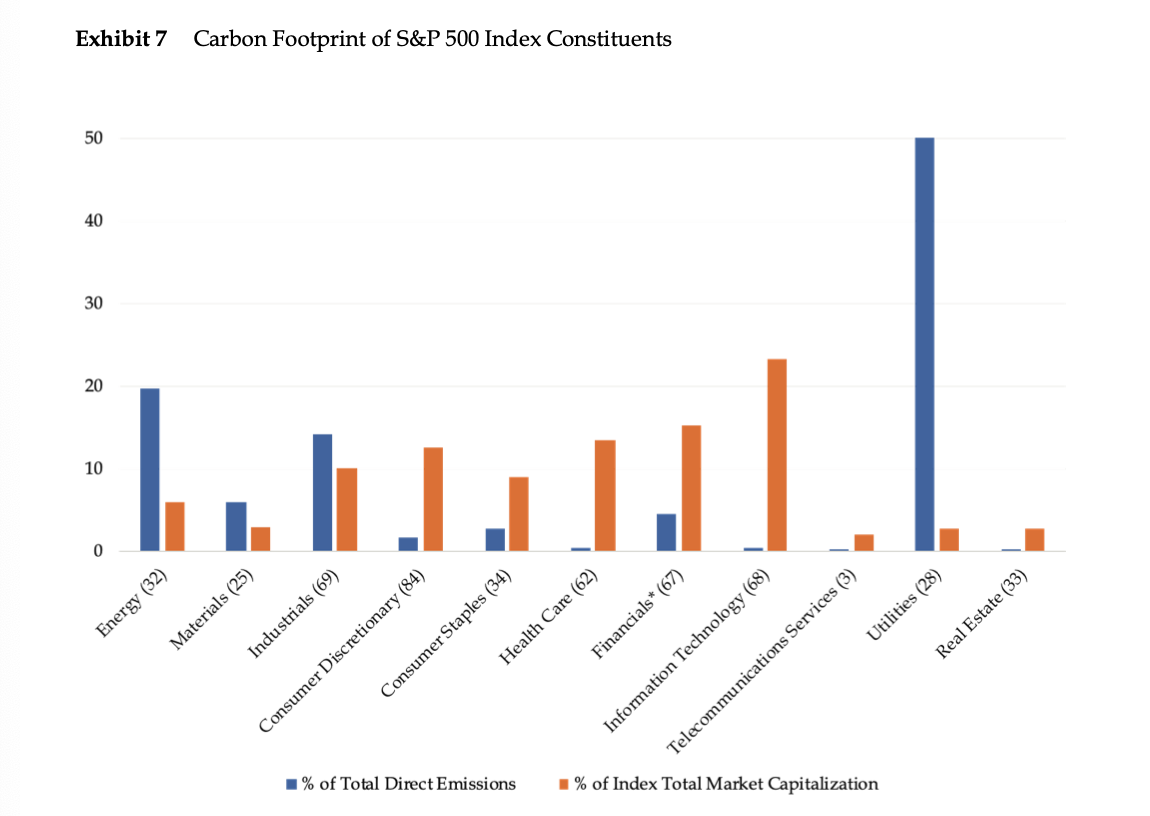 Exhibit 7 Carbon Footprint of S&P 500 Index Constituents
50
40
30
20
10
0
Energy (32)
Materials (25)
Industrials (69)
Consumer Discretionary (84)
Consumer Staples (34)
Health Care (62)
Financials* (67)
Information Technology (68)
Telecommunications Services (3)
Utilities (28)
Real Estate (33)
% of Total Direct Emissions
% of Index Total Market Capitalization